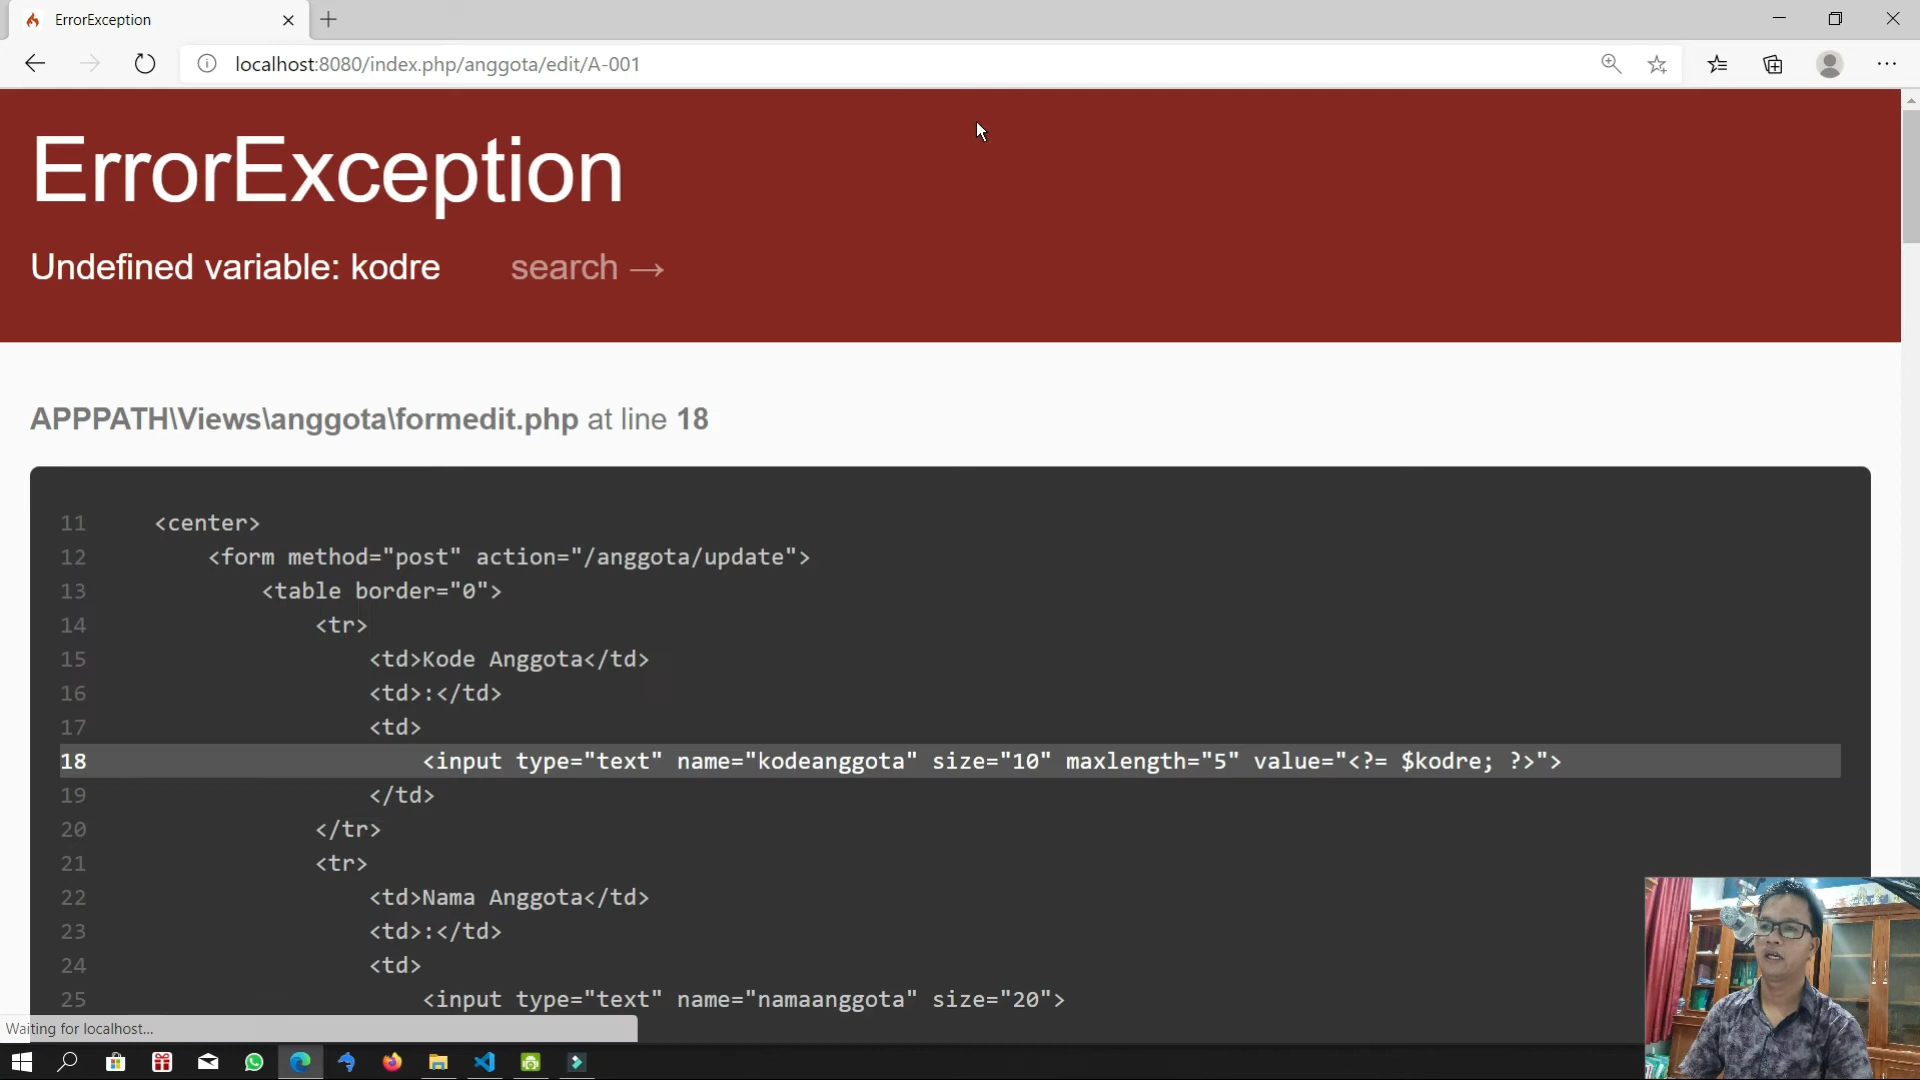 ErrorException
localhost:8080/index.php/anggota/edit/A-001
ErrorException
Undefined variable: kodre search →
APPPATH\Views\anggota\formedit.php at line 18
11 <center>
12 <form method="post" action="/anggota/update">
13 <table border="0">
14 <tr>
15 <td>Kode Anggota</td>
16 <td>:</td>
17 <td>
18 <input type="text" name="kodeanggota" size="10" maxlength="5" value="<?= $kodre; ?>">
19 </td>
20 </tr>
21 <tr>
22 <td>Nama Anggota</td>
23 <td>:</td>
24 <td>
25 <input type="text" name="namaanggota" size="20">
Waiting for localhost...